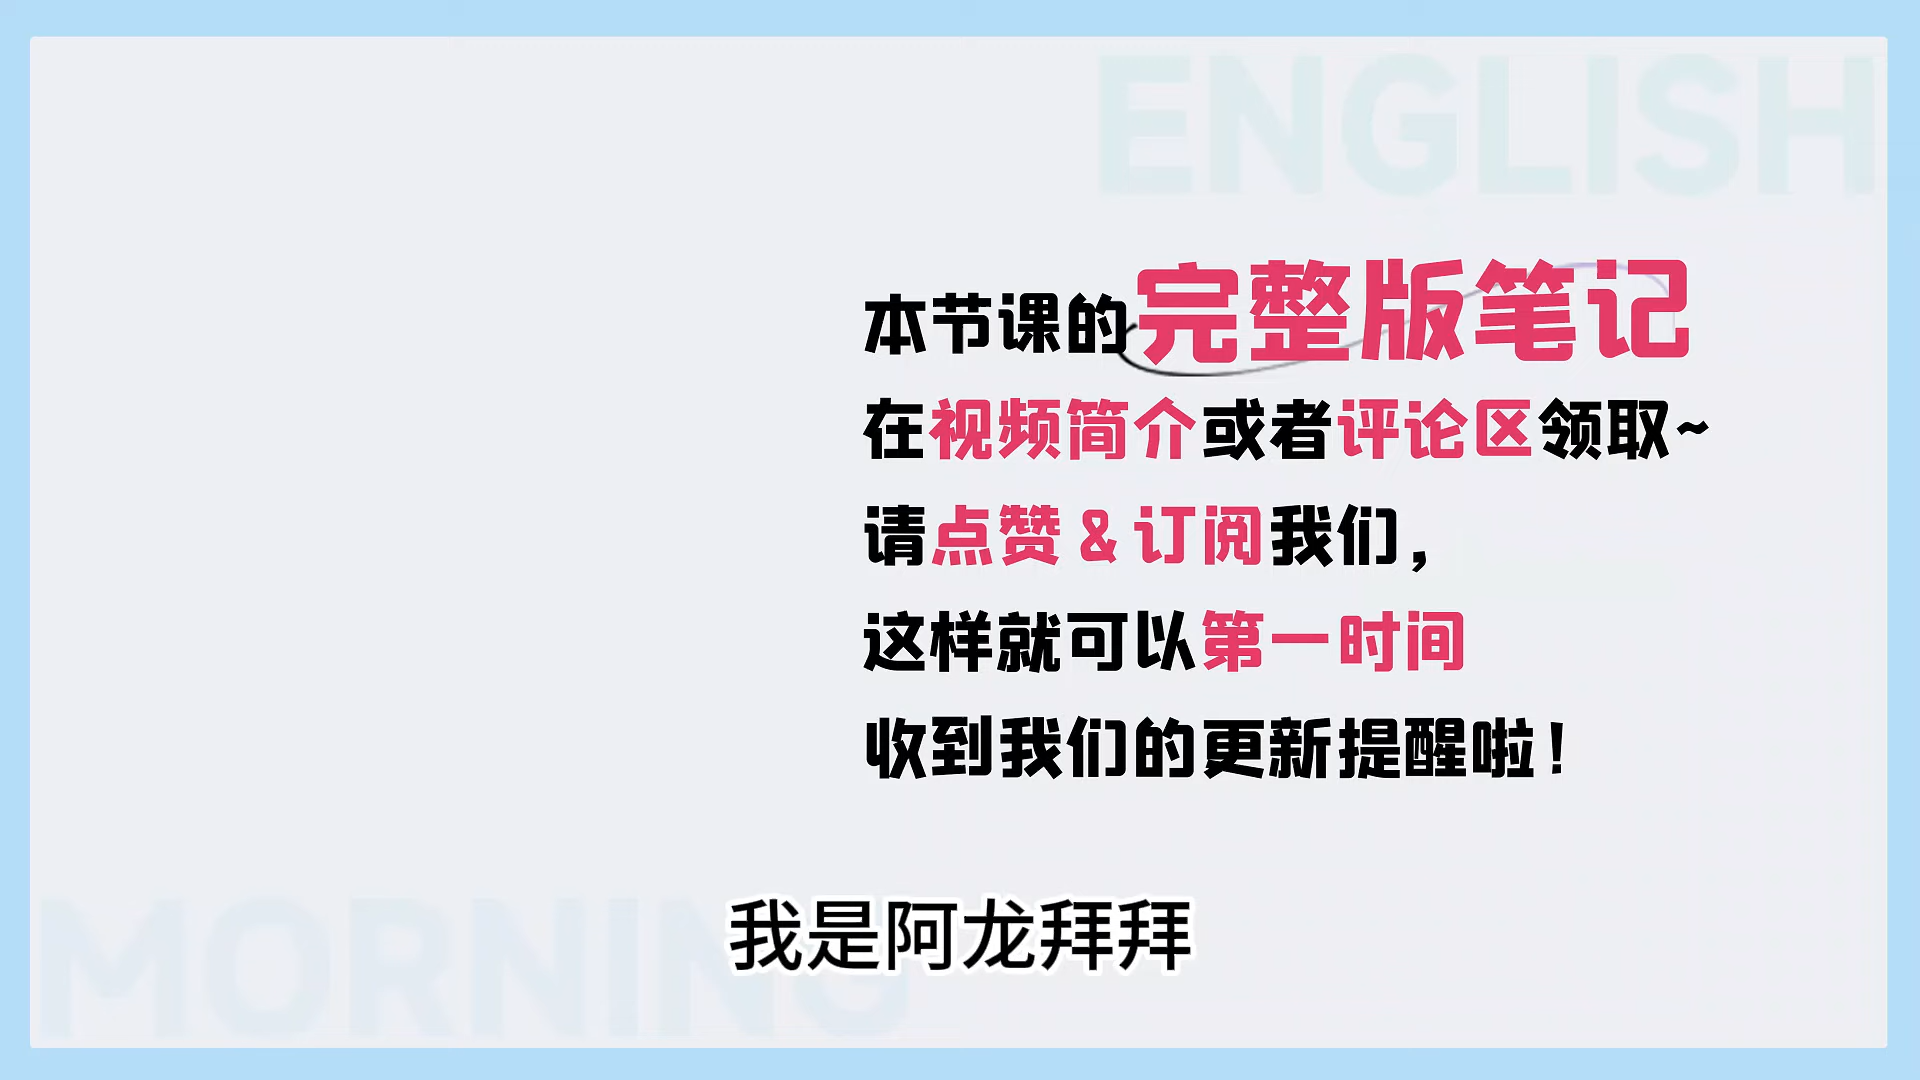 ENGLISH
本节课的完整版笔记
在视频简介或者评论区领取~
请点赞&订阅我们，
这样就可以第一时间
收到我们的更新提醒啦！
我是阿龙拜拜
MORNING